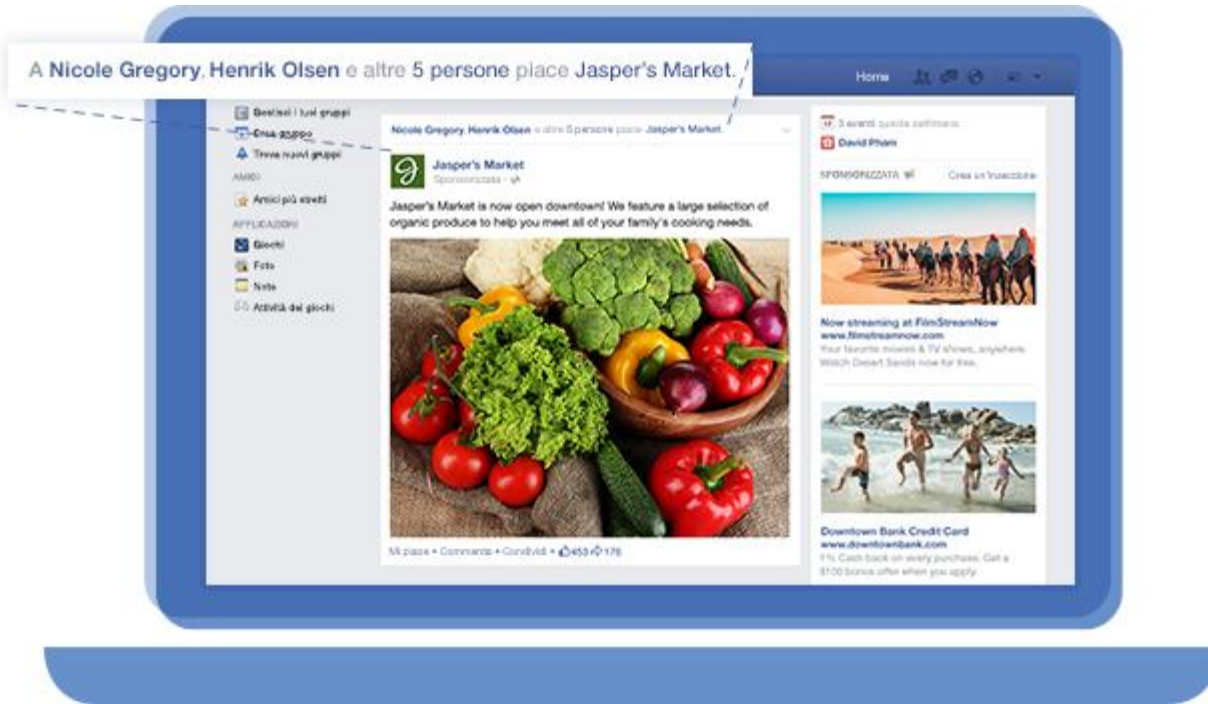 A Nicole Gregory, Henrik Olsen e altre 5 persone piace Jasper's Market.
Home
Gestisci i tuoi gruppi
Crea gruppo
Trova nuovi gruppi
AMICI
Amici più stretti
APPLICAZIONI
Giochi
Foto
Note
Attività dei giochi
Nicole Gregory, Henrik Olsen e altre 5 persone piace Jasper's Market.
Jasper's Market
Sponsorizzata
Jasper's Market is now open downtown! We feature a large selection of
organic produce to help you meet all of your family's cooking needs.
Mi piace • Commenta • Condividi • 453 176
3 eventi questa settimana
David Pham
SPONSORIZZATA Crea un'inserzione
Now streaming at FilmStreamNow
www.filmstreamnow.com
Your favorite movies & TV shows, anywhere.
Watch Desert Sands now for free.
Downtown Bank Credit Card
www.downtownbank.com
1% Cash back on every purchase. Get a
$100 bonus offer when you apply.